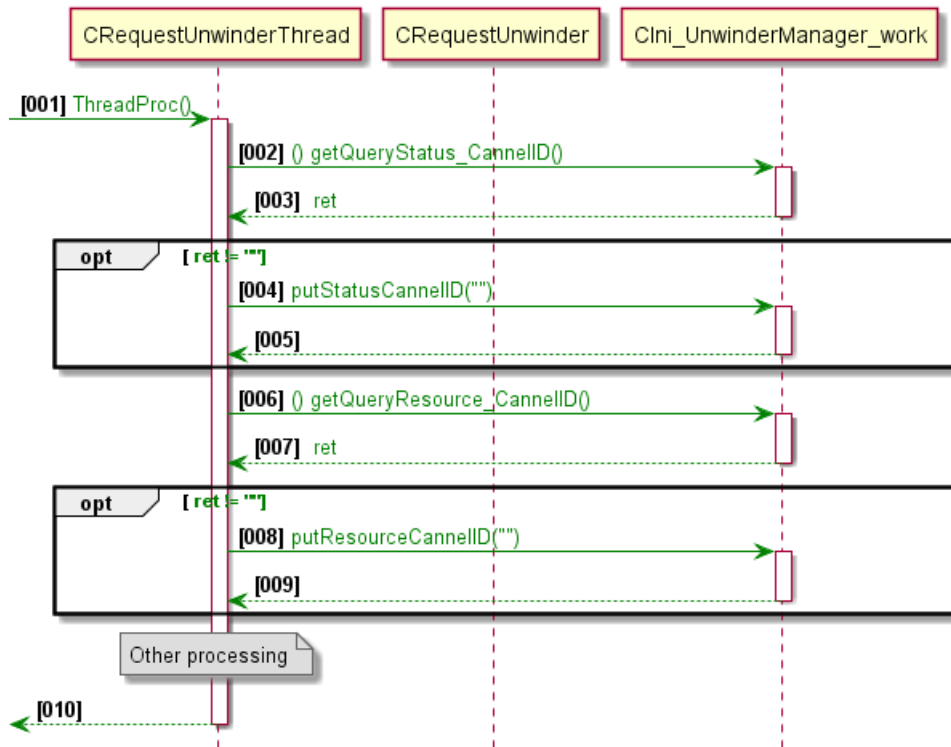 CRequestUnwinderThread CRequestUnwinder CIni_UnwinderManager_work
[001] ThreadProc()
[002] () getQueryStatus_CannelID()
[003] ret
opt [ ret != ""]
[004] putStatusCannelID("")
[005]
[006] () getQueryResource_CannelID()
[007] ret
opt [ ret != ""]
[008] putResourceCannelID("")
[009]
Other processing
[010]